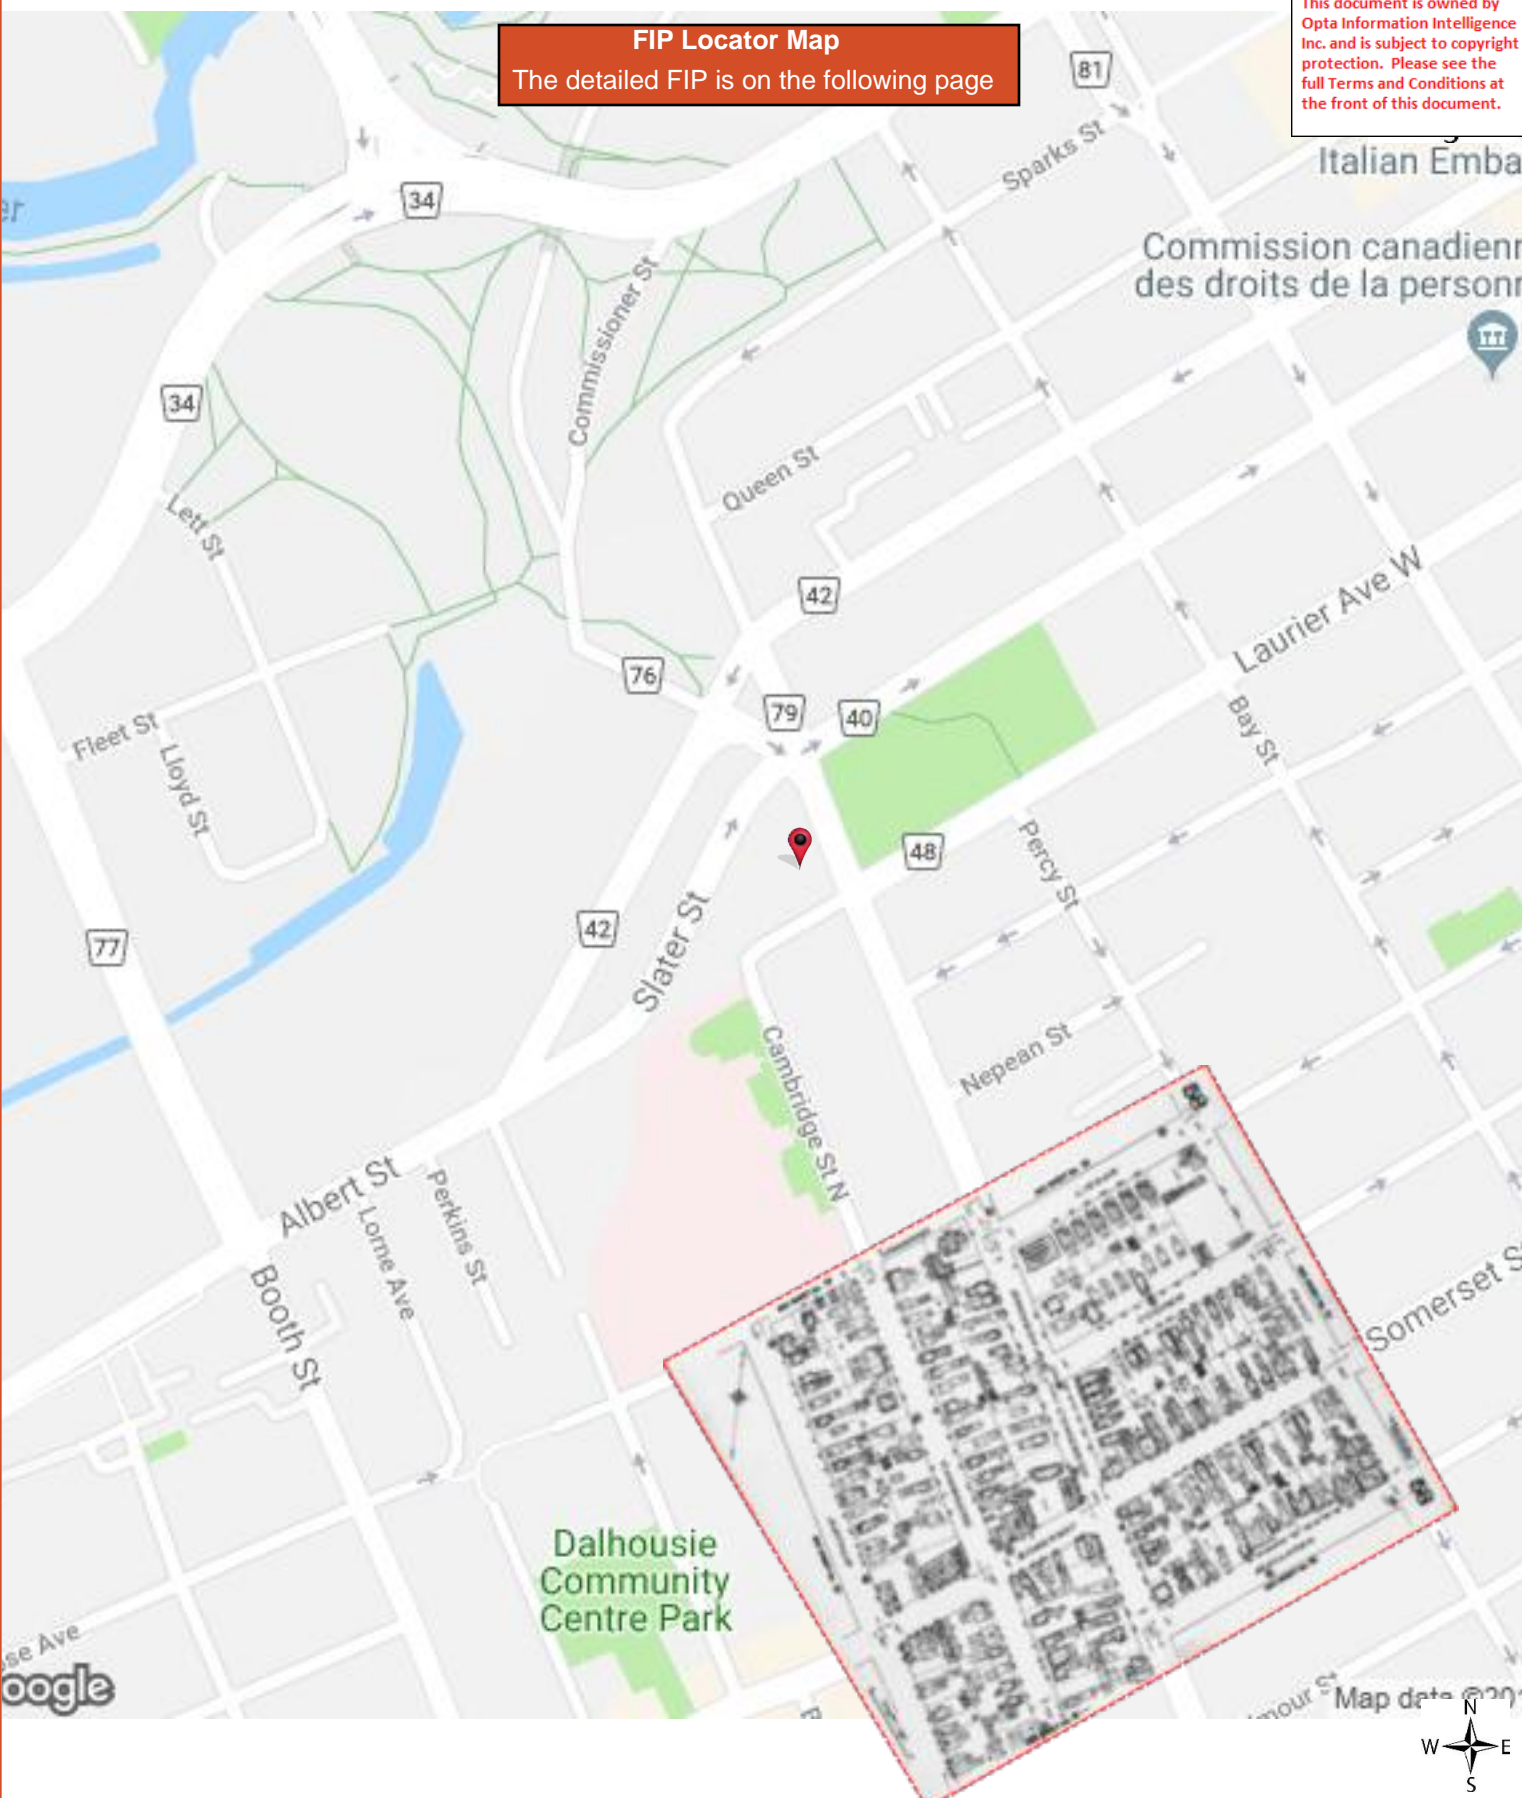 This document is owned by
Opta Information Intelligence
Inc. and is subject to copyright
protection. Please see the
full Terms and Conditions at
the front of this document.
FIP Locator Map
The detailed FIP is on the following page
81
Italian Emba
Sparks St
34
er
Commission canadienn
des droits de la personn
Commissioner St
34
Queen St
Lett St
42
Laurier Ave W
76
79
40
Bay St
Fleet St
Lloyd St
48
Percy St
42
77
Slater St
Nepean St
Cambridge St N
Albert St
Perkins St
Lorne Ave
Booth St
Somerset S
Dalhousie
Community
Centre Park
se Ave
oogle
mour S
Map data ©20
N
W
E
S